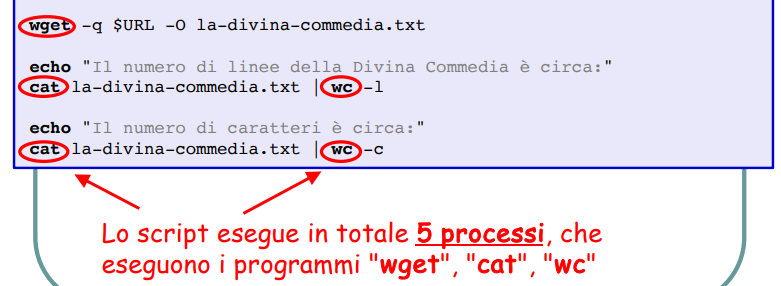 wget -q $URL -O la-divina-commedia.txt
echo "Il numero di linee della Divina Commedia è circa:"
cat la-divina-commedia.txt | wc -l
echo "Il numero di caratteri è circa:"
cat la-divina-commedia.txt | wc -c
Lo script esegue in totale 5 processi, che
eseguono i programmi "wget", "cat", "wc"